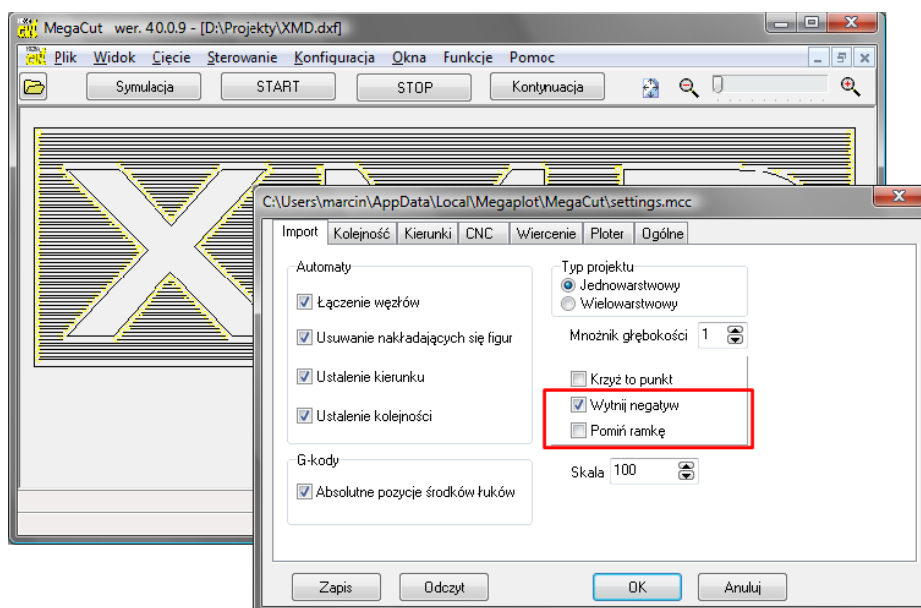 MegaCut wer. 40.0.9 - [D:\Projekty\XMD.dxf]
Plik Widok Cięcie Sterowanie Konfiguracja Okna Funkcje Pomoc
Symulacja START STOP Kontynuacja
C:\Users\marcin\AppData\Local\Megaplot\MegaCut\settings.mcc
Import Kolejność Kierunki CNC Wiercenie Ploter Ogólne
Automaty
Łączenie węzłów
Usuwanie nakładających się figur
Ustalenie kierunku
Ustalenie kolejności
G-kody
Absolutne pozycje środków łuków
Typ projektu
Jednowarstwowy
Wielowarstwowy
Mnożnik głębokości 1
Krzyż to punkt
Wytnij negatyw
Pomiń ramkę
Skala 100
Zapis Odczyt OK Anuluj